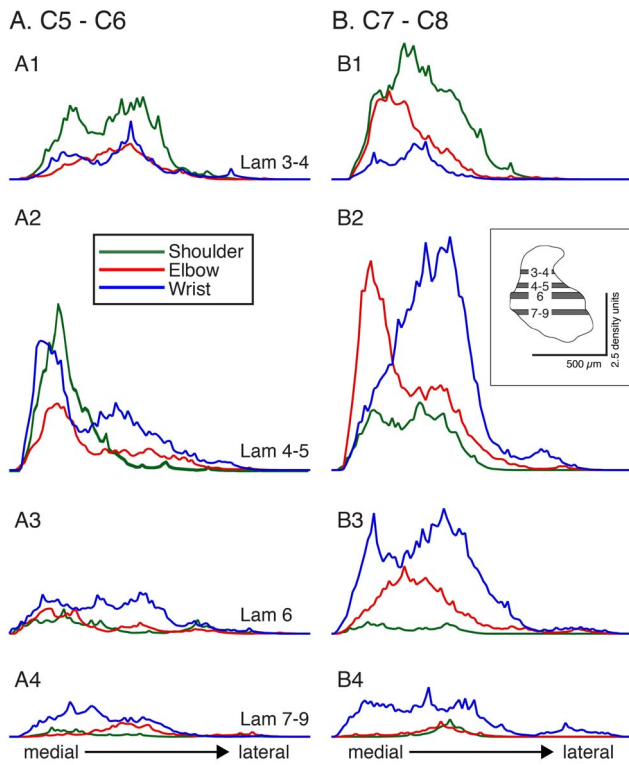 A. C5 - C6
B. C7 - C8
A1
Lam 3-4
B1
A2
Shoulder
Elbow
Wrist
Lam 4-5
B2
3-4
4-5
6
7-9
500 µm
2.5 density units
A3
Lam 6
B3
A4
Lam 7-9
B4
medial
lateral
medial
lateral